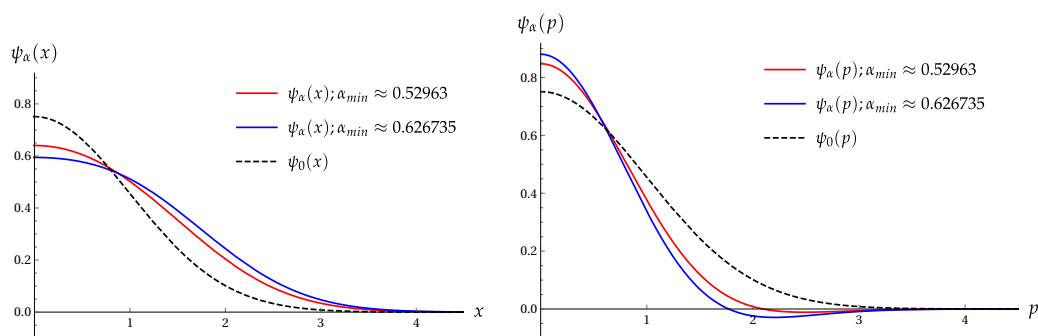 ψα(x)
0.8
0.6
0.4
0.2
0.0
1
2
3
4
x
ψα(x); αmin ≈ 0.52963
ψα(x); αmin ≈ 0.626735
ψ0(x)
ψα(p)
0.8
0.6
0.4
0.2
0.0
1
2
3
4
p
ψα(p); αmin ≈ 0.52963
ψα(p); αmin ≈ 0.626735
ψ0(p)